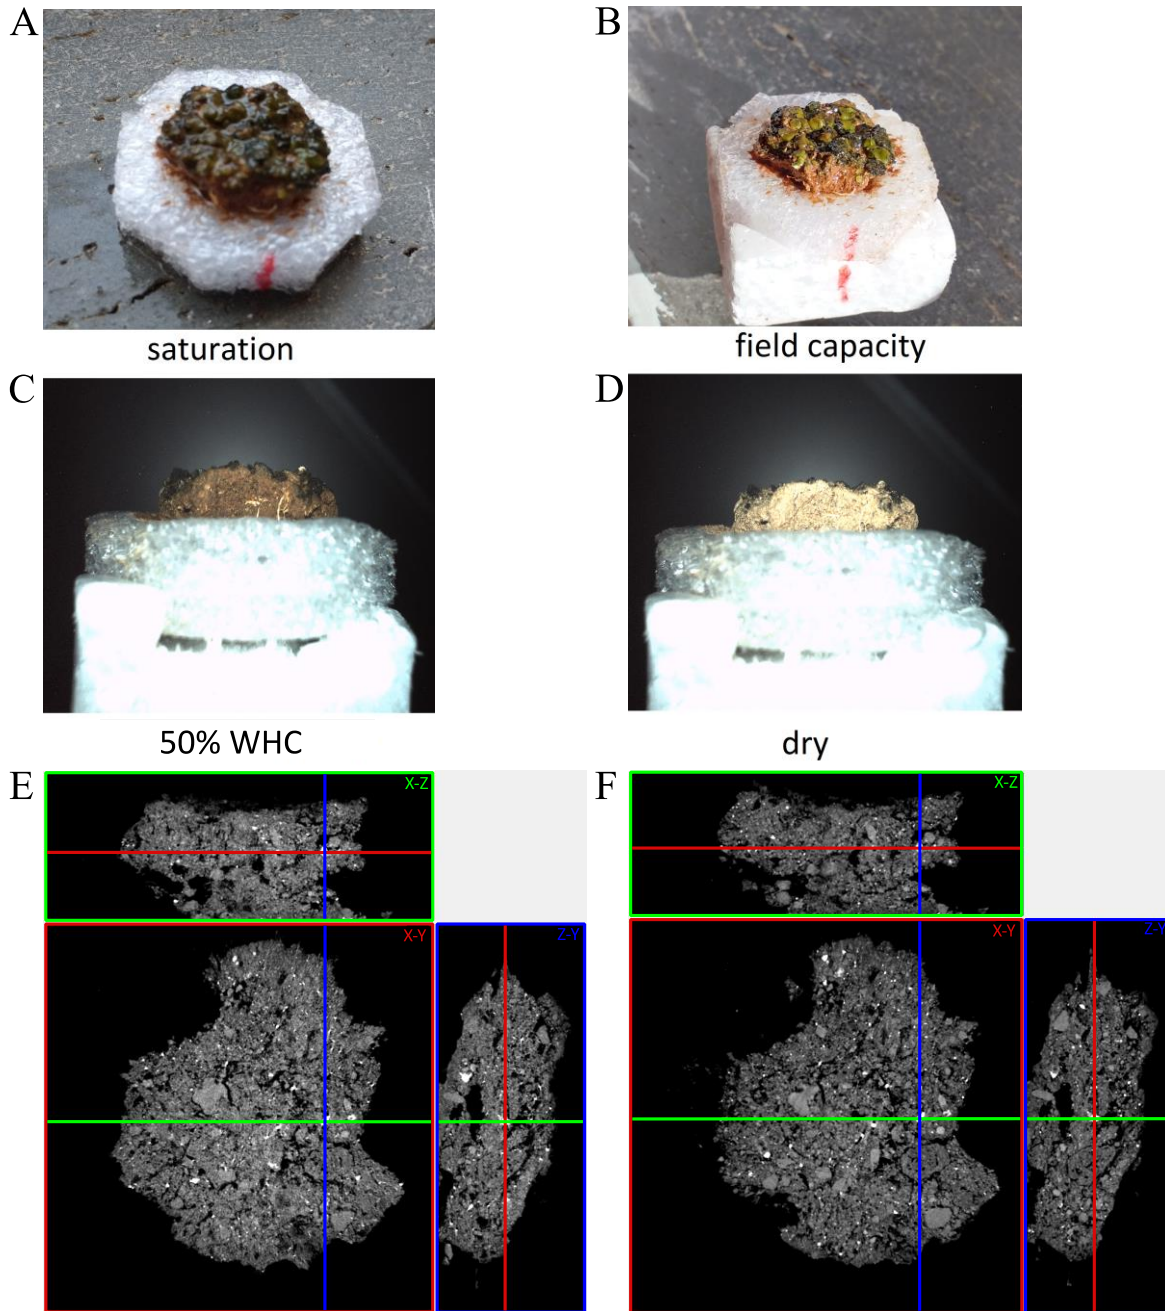 A
B
saturation
field capacity
C
D
50% WHC
dry
E
X-Z
F
X-Z
X-Y
Z-Y
X-Y
Z-Y